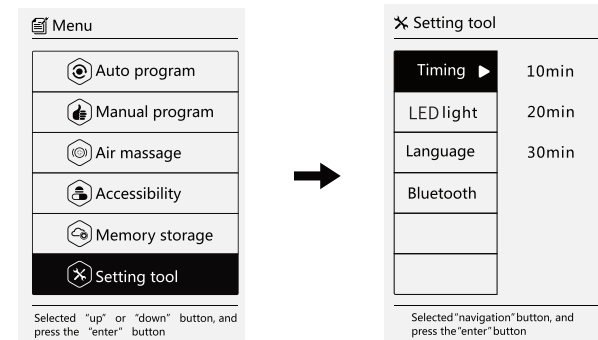 Menu
Auto program
Manual program
Air massage
Accessibility
Memory storage
Setting tool
Selected "up" or "down" button, and
press the "enter" button
Setting tool
Timing 10min
LED light 20min
Language 30min
Bluetooth
Selected "navigation" button, and
press the "enter" button